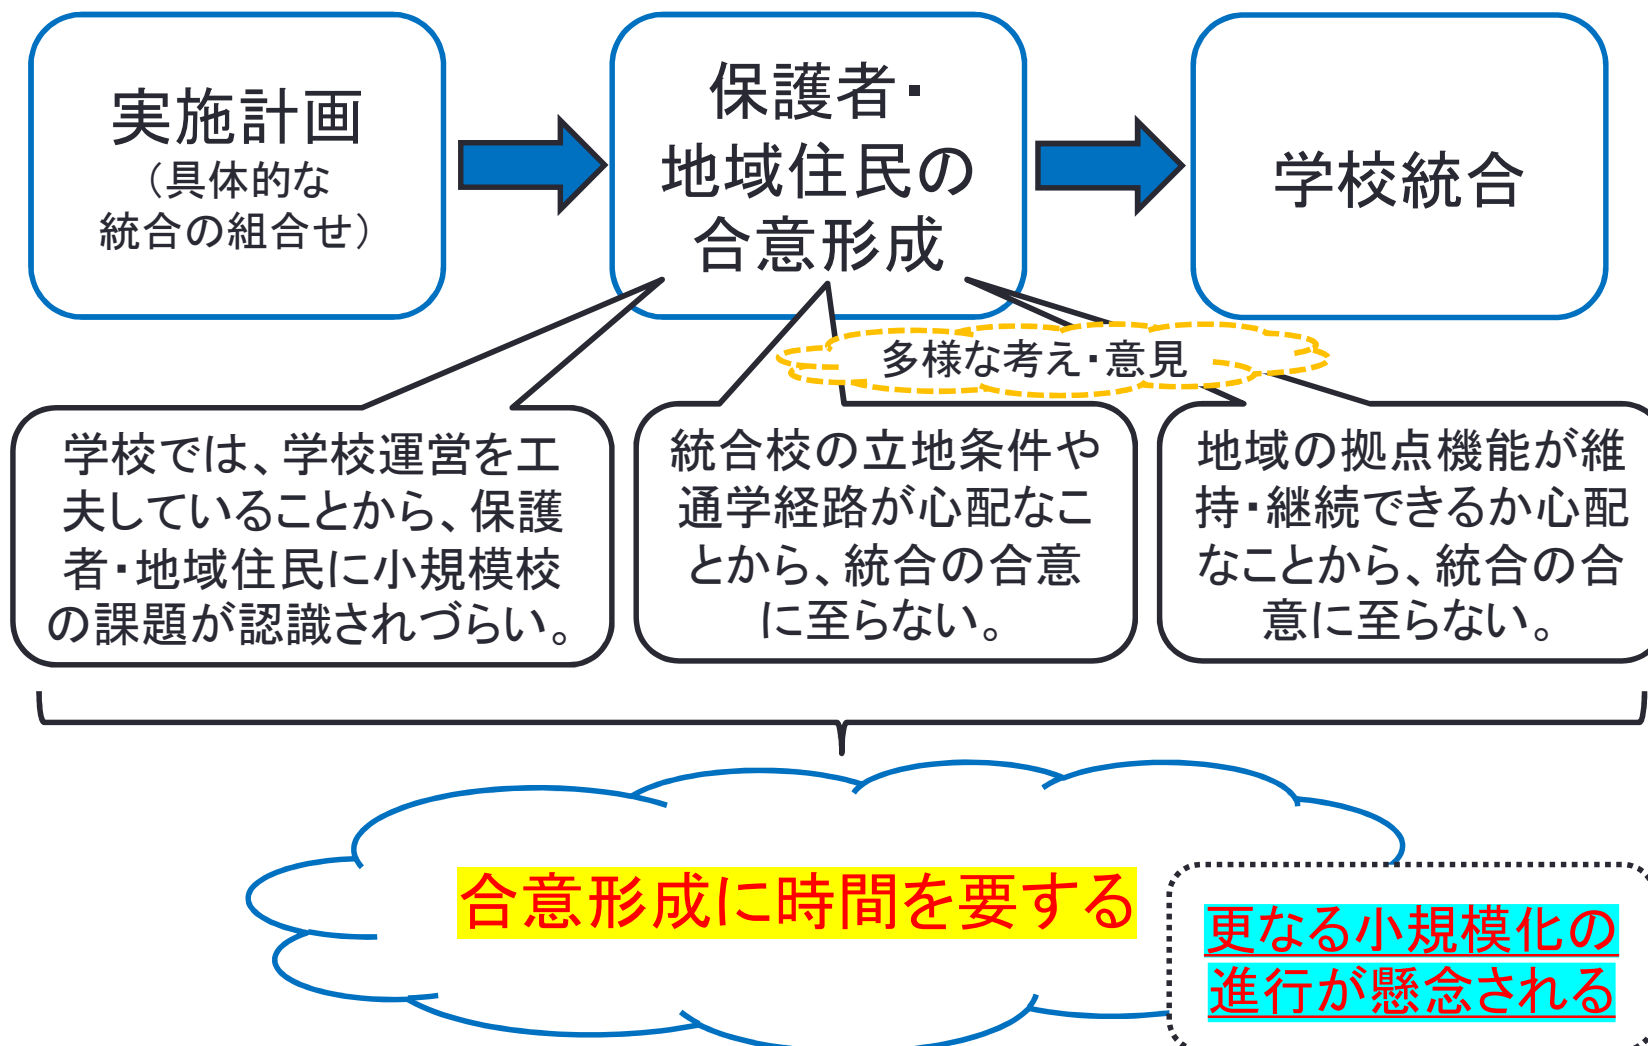 実施計画
（具体的な
統合の組合せ）
保護者・
地域住民の
合意形成
学校統合
多様な考え・意見
学校では、学校運営を工
夫していることから、保護
者・地域住民に小規模校
の課題が認識されづらい。
統合校の立地条件や
通学経路が心配なこ
とから、統合の合意
に至らない。
地域の拠点機能が維
持・継続できるか心配
なことから、統合の合
意に至らない。
合意形成に時間を要する
更なる小規模化の
進行が懸念される